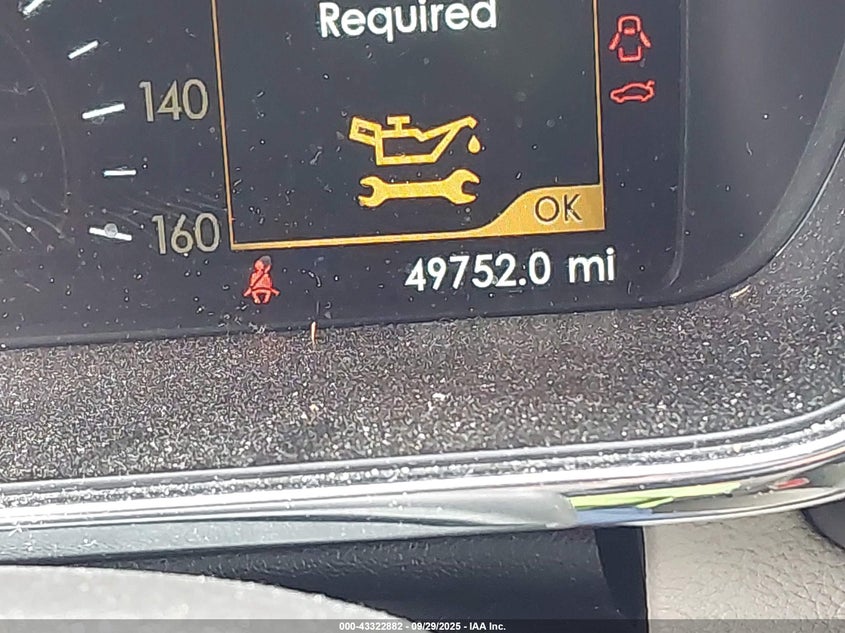 Required
140
OK
160
49752.0 mi
000-43322882 - 09/29/2025 - IAA Inc.